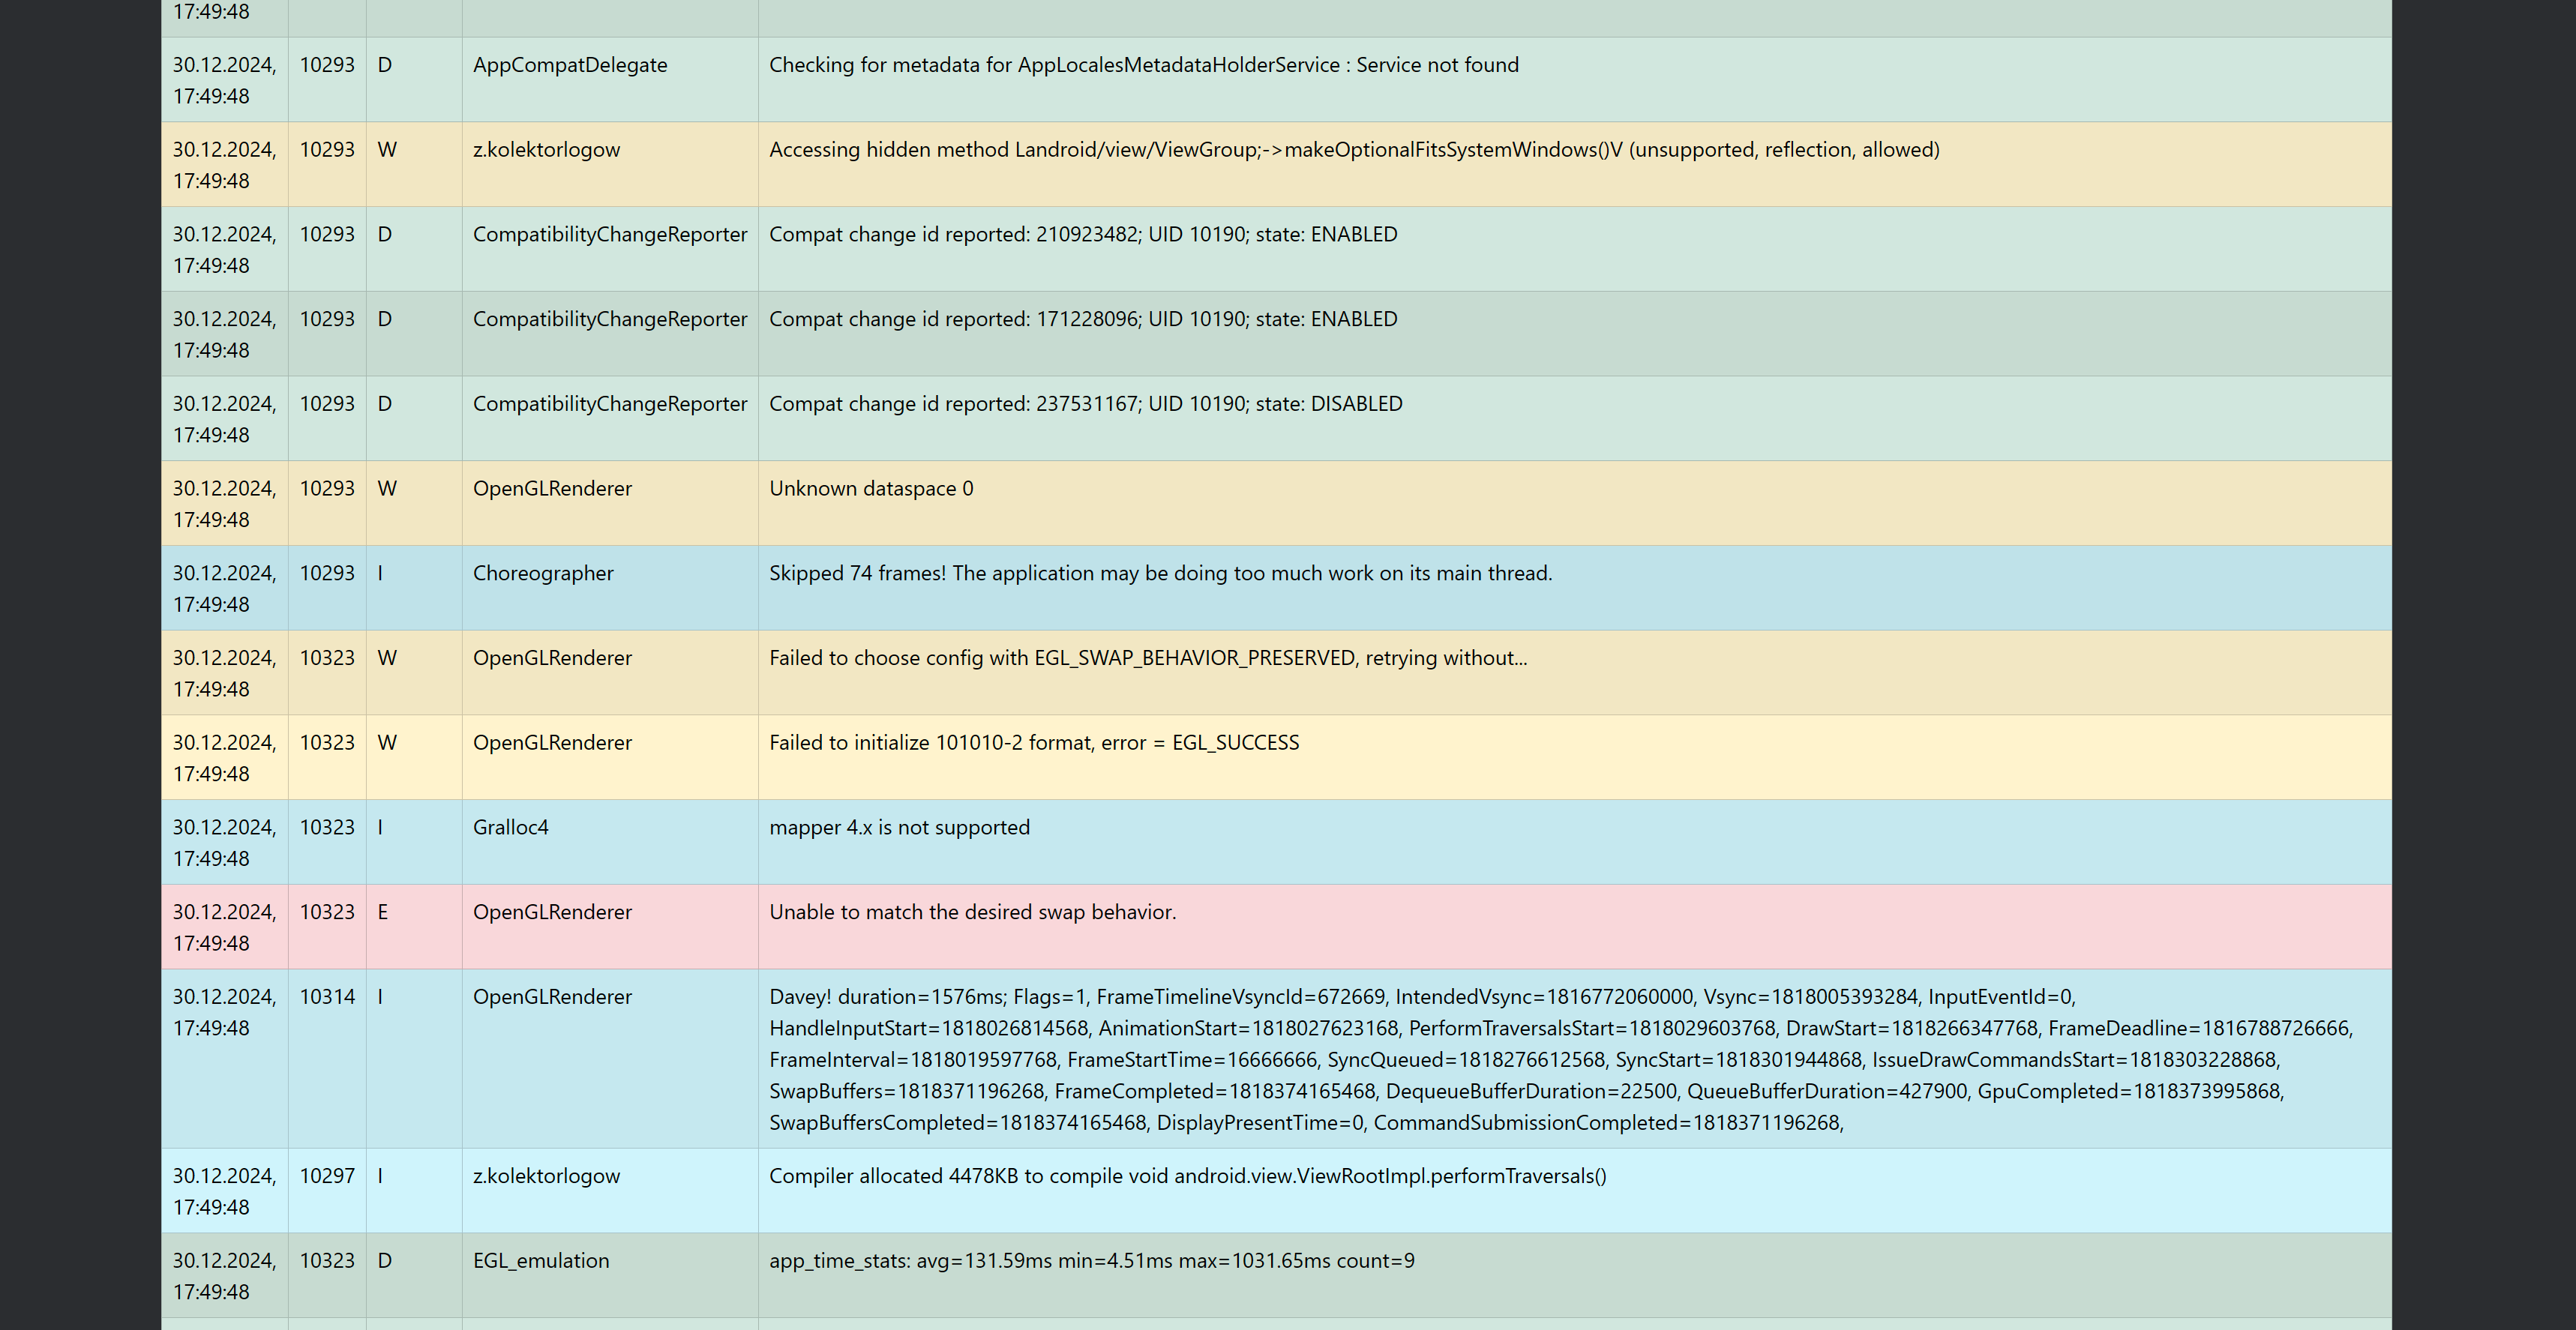 17:49:48
30.12.2024, 10293 D AppCompatDelegate Checking for metadata for AppLocalesMetadataHolderService : Service not found
17:49:48
30.12.2024, 10293 W z.kolektorlogow Accessing hidden method Landroid/view/ViewGroup;->makeOptionalFitsSystemWindows()V (unsupported, reflection, allowed)
17:49:48
30.12.2024, 10293 D CompatibilityChangeReporter Compat change id reported: 210923482; UID 10190; state: ENABLED
17:49:48
30.12.2024, 10293 D CompatibilityChangeReporter Compat change id reported: 171228096; UID 10190; state: ENABLED
17:49:48
30.12.2024, 10293 D CompatibilityChangeReporter Compat change id reported: 237531167; UID 10190; state: DISABLED
17:49:48
30.12.2024, 10293 W OpenGLRenderer Unknown dataspace 0
17:49:48
30.12.2024, 10293 I Choreographer Skipped 74 frames! The application may be doing too much work on its main thread.
17:49:48
30.12.2024, 10323 W OpenGLRenderer Failed to choose config with EGL_SWAP_BEHAVIOR_PRESERVED, retrying without...
17:49:48
30.12.2024, 10323 W OpenGLRenderer Failed to initialize 101010-2 format, error = EGL_SUCCESS
17:49:48
30.12.2024, 10323 I Gralloc4 mapper 4.x is not supported
17:49:48
30.12.2024, 10323 E OpenGLRenderer Unable to match the desired swap behavior.
17:49:48
30.12.2024, 10314 I OpenGLRenderer Davey! duration=1576ms; Flags=1, FrameTimelineVsyncId=672669, IntendedVsync=1816772060000, Vsync=1818005393284, InputEventId=0,
17:49:48 HandleInputStart=1818026814568, AnimationStart=1818027623168, PerformTraversalsStart=1818029603768, DrawStart=1818266347768, FrameDeadline=1816788726666,
FrameInterval=1818019597768, FrameStartTime=16666666, SyncQueued=1818276612568, SyncStart=1818301944868, IssueDrawCommandsStart=1818303228868,
SwapBuffers=1818371196268, FrameCompleted=1818374165468, DequeueBufferDuration=22500, QueueBufferDuration=427900, GpuCompleted=1818373995868,
SwapBuffersCompleted=1818374165468, DisplayPresentTime=0, CommandSubmissionCompleted=1818371196268,
30.12.2024, 10297 I z.kolektorlogow Compiler allocated 4478KB to compile void android.view.ViewRootImpl.performTraversals()
17:49:48
30.12.2024, 10323 D EGL_emulation app_time_stats: avg=131.59ms min=4.51ms max=1031.65ms count=9
17:49:48